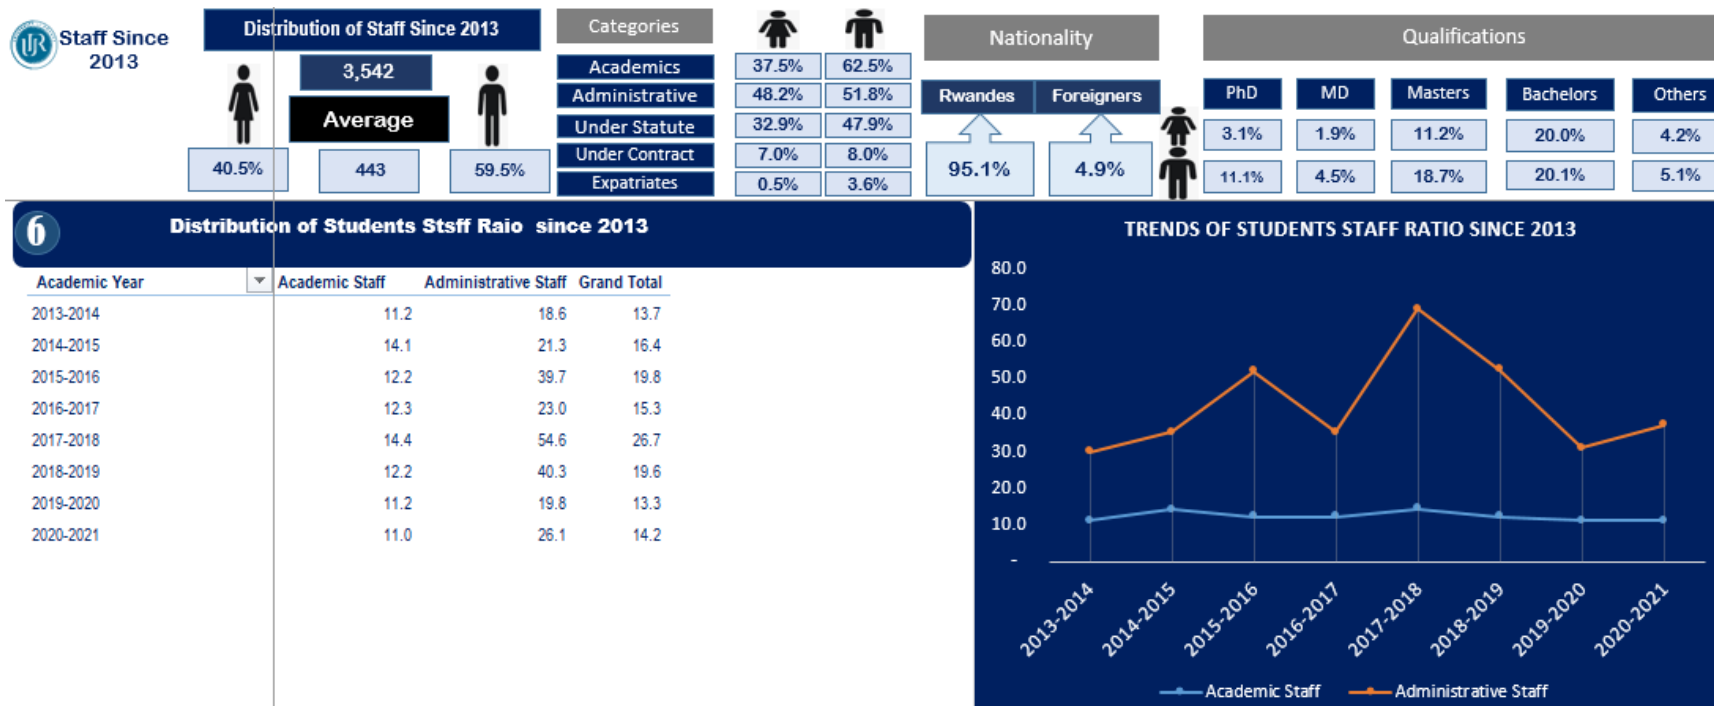 UR
Staff Since
2013
Distribution of Staff Since 2013
3,542
Average
40.5%
443
59.5%
Categories
Academics 37.5% 62.5%
Administrative 48.2% 51.8%
Under Statute 32.9% 47.9%
Under Contract 7.0% 8.0%
Expatriates 0.5% 3.6%
Nationality
Rwandes Foreigners
95.1% 4.9%
Qualifications
PhD MD Masters Bachelors Others
3.1% 1.9% 11.2% 20.0% 4.2%
11.1% 4.5% 18.7% 20.1% 5.1%
6
Distribution of Students Stsff Raio since 2013
Academic Year Academic Staff Administrative Staff Grand Total
2013-2014 11.2 18.6 13.7
2014-2015 14.1 21.3 16.4
2015-2016 12.2 39.7 19.8
2016-2017 12.3 23.0 15.3
2017-2018 14.4 54.6 26.7
2018-2019 12.2 40.3 19.6
2019-2020 11.2 19.8 13.3
2020-2021 11.0 26.1 14.2
TRENDS OF STUDENTS STAFF RATIO SINCE 2013
80.0
70.0
60.0
50.0
40.0
30.0
20.0
10.0
-
2013-2014
2014-2015
2015-2016
2016-2017
2017-2018
2018-2019
2019-2020
2020-2021
Academic Staff Administrative Staff